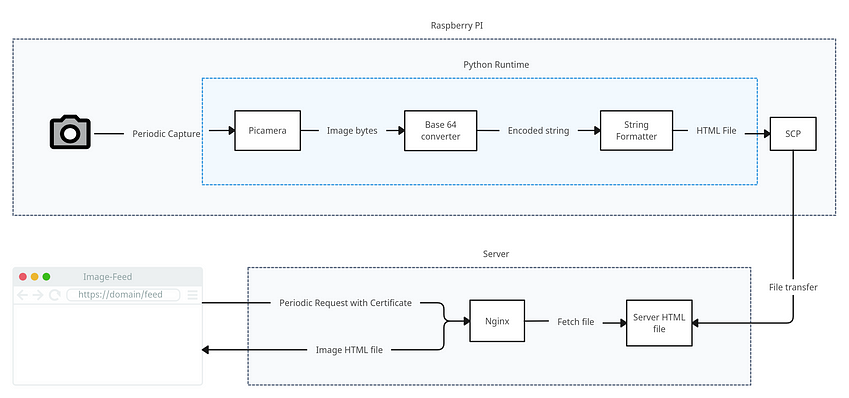 Raspberry PI
Python Runtime
Periodic Capture
Picamera
Image bytes
Base 64
converter
Encoded string
String
Formatter
HTML File
SCP
Server
File transfer
Image-Feed
https://domain/feed
Periodic Request with Certificate
Nginx
Fetch file
Server HTML
file
Image HTML file